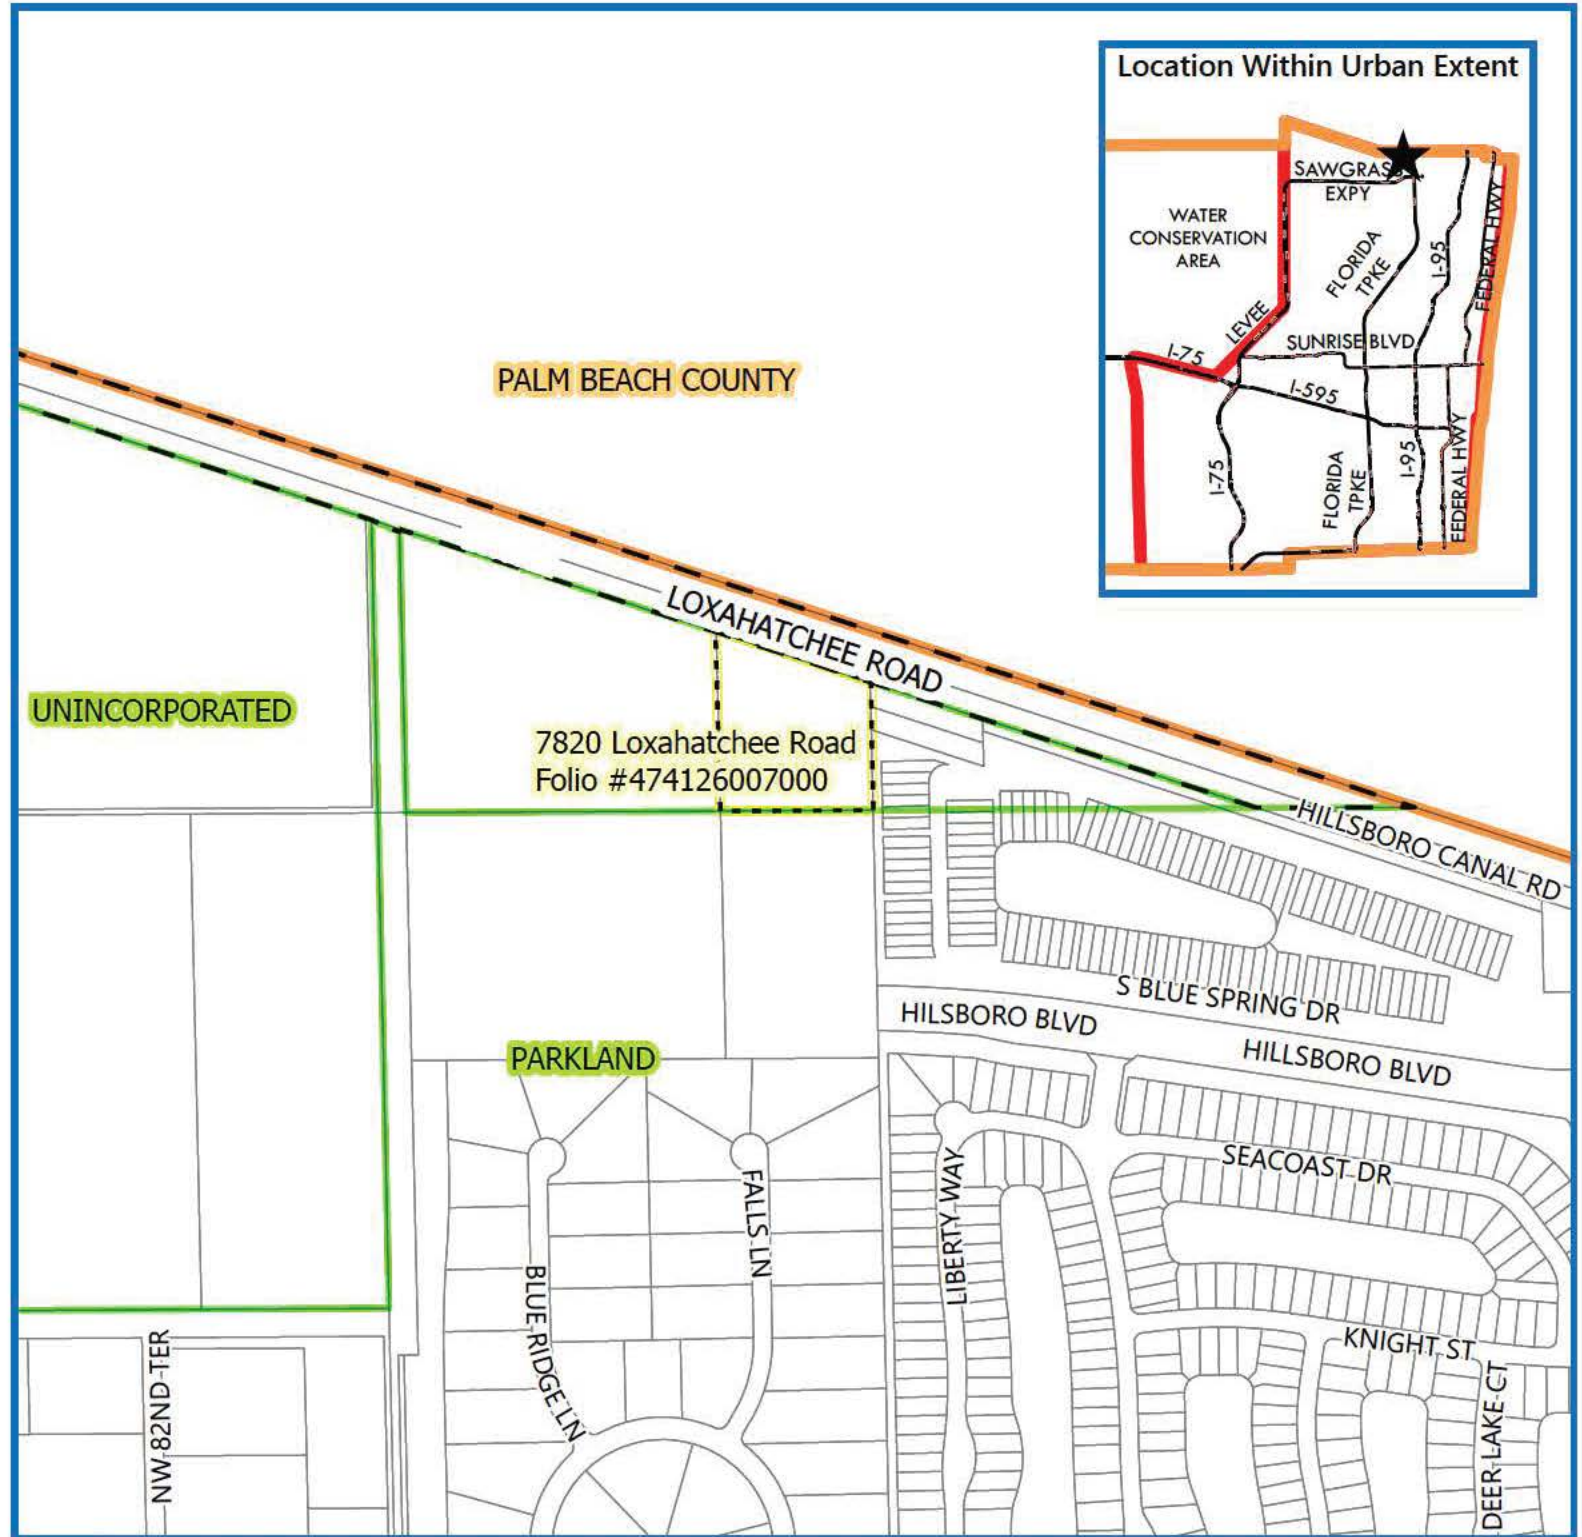 Location Within Urban Extent
SAWGRASS
EXPY
WATER
CONSERVATION
AREA
FLORIDA
TPKE
I-95
FEDERAL HWY
LEVEE
I-75
SUNRISE BLVD
I-595
I-75
FLORIDA
TPKE
I-95
FEDERAL HWY
PALM BEACH COUNTY
LOXAHATCHEE ROAD
UNINCORPORATED
7820 Loxahatchee Road
Folio #474126007000
HILLSBORO CANAL RD
S BLUE SPRING DR
HILSBORO BLVD
HILLSBORO BLVD
PARKLAND
SEACOAST DR
LIBERTY WAY
FALLS LN
BLUE RIDGE LN
KNIGHT ST
NW 82ND TER
DEER LAKE CT